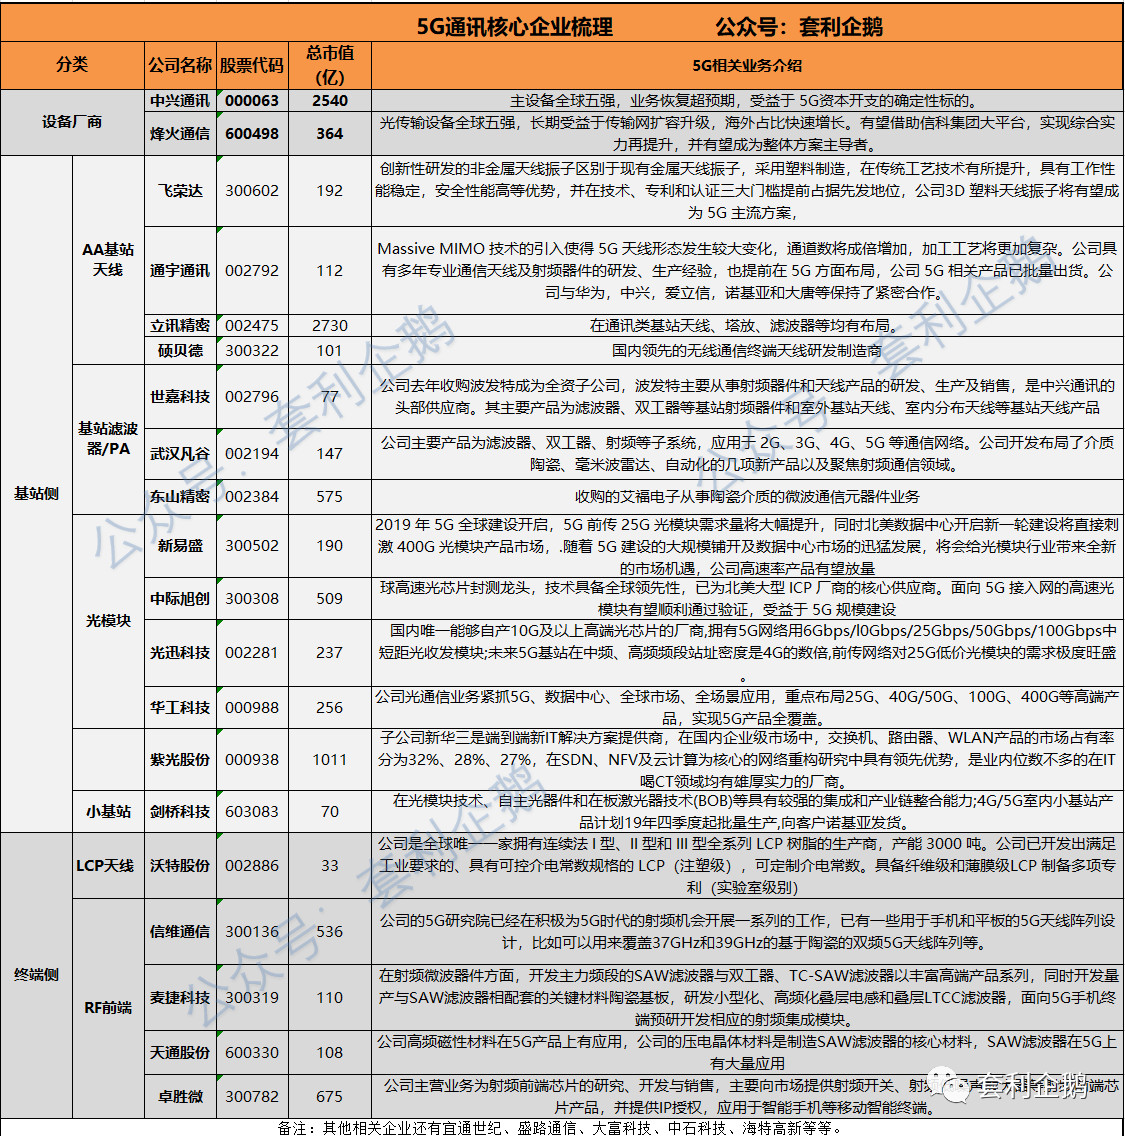 5G通讯核心企业梳理 公众号：套利企鹅
分类 公司名称 股票代码 总市值
（亿） 5G相关业务介绍
设备厂商
中兴通讯 000063 2540 主设备全球五强，业务恢复超预期，受益于 5G资本开支的确定性标的。
烽火通信 600498 364 光传输设备全球五强，长期受益于传输网扩容升级，海外占比快速增长。有望借助信科集团大平台，实现综合实
力再提升，并有望成为整体方案主导者。
基站侧
AA基站
天线
飞荣达 300602 192 创新性研发的非金属天线振子区别于现有金属天线振子，采用塑料制造，在传统工艺技术有所提升，具有工作性
能稳定，安全性能高等优势，并在技术、专利和认证三大门槛提前占据先发地位，公司3D 塑料天线振子将有望成
为 5G 主流方案，
通宇通讯 002792 112 Massive MIMO 技术的引入使得 5G 天线形态发生较大变化，通道数将成倍增加，加工工艺将更加复杂。公司具
有多年专业通信天线及射频器件的研发、生产经验，也提前在 5G 方面布局，公司 5G 相关产品已批量出货。公
司与华为，中兴，爱立信，诺基亚和大唐等保持了紧密合作。
立讯精密 002475 2730 在通讯类基站天线、塔放、滤波器等均有布局。
硕贝德 300322 101 国内领先的无线通信终端天线研发制造商
基站滤波
器/PA
世嘉科技 002796 77 公司去年收购波发特成为全资子公司，波发特主要从事射频器件和天线产品的研发、生产及销售，是中兴通讯的
头部供应商。其主要产品为滤波器、双工器等基站射频器件和室外基站天线、室内分布天线等基站天线产品
武汉凡谷 002194 147 公司主要产品为滤波器、双工器、射频等子系统，应用于 2G、3G、4G、5G 等通信网络。公司开发布局了介质
陶瓷、毫米波雷达、自动化的几项新产品以及聚焦射频通信领域。
东山精密 002384 575 收购的艾福电子从事陶瓷介质的微波通信元器件业务
光模块
新易盛 300502 190 2019 年 5G 全球建设开启，5G 前传 25G 光模块需求量将大幅提升，同时北美数据中心开启新一轮建设将直接刺
激 400G 光模块产品市场，.随着 5G 建设的大规模铺开及数据中心市场的迅猛发展，将会给光模块行业带来全新
的市场机遇，公司高速率产品有望放量
中际旭创 300308 509 球高速光芯片封测龙头，技术具备全球领先性，已为北美大型 ICP 厂商的核心供应商。面向 5G 接入网的高速光
模块有望顺利通过验证，受益于 5G 规模建设
光迅科技 002281 237 国内唯一能够自产10G及以上高端光芯片的厂商,拥有5G网络用6Gbps/l0Gbps/25Gbps/50Gbps/100Gbps中
短距光收发模块;未来5G基站在中频、高频频段站址密度是4G的数倍,前传网络对25G低价光模块的需求极度旺盛
。
华工科技 000988 256 公司光通信业务紧抓5G、数据中心、全球市场、全场景应用，重点布局25G、40G/50G、100G、400G等高端产
品，实现5G产品全覆盖。
紫光股份 000938 1011 子公司新华三是端到端新IT解决方案提供商，在国内企业级市场中，交换机、路由器、WLAN产品的市场占有率
分为32%、28%、27%，在SDN、NFV及云计算为核心的网络重构研究中具有领先优势，是业内位数不多的在IT
喝CT领域均有雄厚实力的厂商。
小基站
剑桥科技 603083 70 在光模块技术、自主光器件和在板激光器技术(BOB)等具有较强的集成和产业链整合能力;4G/5G室内小基站产
品计划19年四季度起批量生产,向客户诺基亚发货。
终端侧
LCP天线
沃特股份 002886 33 公司是全球唯一一家拥有连续法 I 型、II 型和 III 型全系列 LCP 树脂的生产商，产能 3000 吨。公司已开发出满足
工业要求的、具有可控介电常数规格的 LCP（注塑级），可定制介电常数。具备纤维级和薄膜级LCP 制备多项专
利（实验室级别）
RF前端
信维通信 300136 536 公司的5G研究院已经在积极为5G时代的射频机会开展一系列的工作，已有一些用于手机和平板的5G天线阵列设
计，比如可以用来覆盖37GHz和39GHz的基于陶瓷的双频5G天线阵列等。
麦捷科技 300319 110 在射频微波器件方面，开发主力频段的SAW滤波器与双工器、TC-SAW滤波器以丰富高端产品系列，同时开发量
产与SAW滤波器相配套的关键材料陶瓷基板，研发小型化、高频化叠层电感和叠层LTCC滤波器，面向5G手机终
端预研开发相应的射频集成模块。
天通股份 600330 108 公司高频磁性材料在5G产品上有应用，公司的压电晶体材料是制造SAW滤波器的核心材料，SAW滤波器在5G上
有大量应用
卓胜微 300782 675 公司主营业务为射频前端芯片的研究、开发与销售，主要向市场提供射频开关、射频 端芯
片产品，并提供IP授权，应用于智能手机等移动智能终端。
备注：其他相关企业还有宜通世纪、盛路通信、大富科技、中石科技、海特高新等等。
公众号：套利企鹅
公众号：套利企鹅
公众号：套利企鹅
套利企鹅